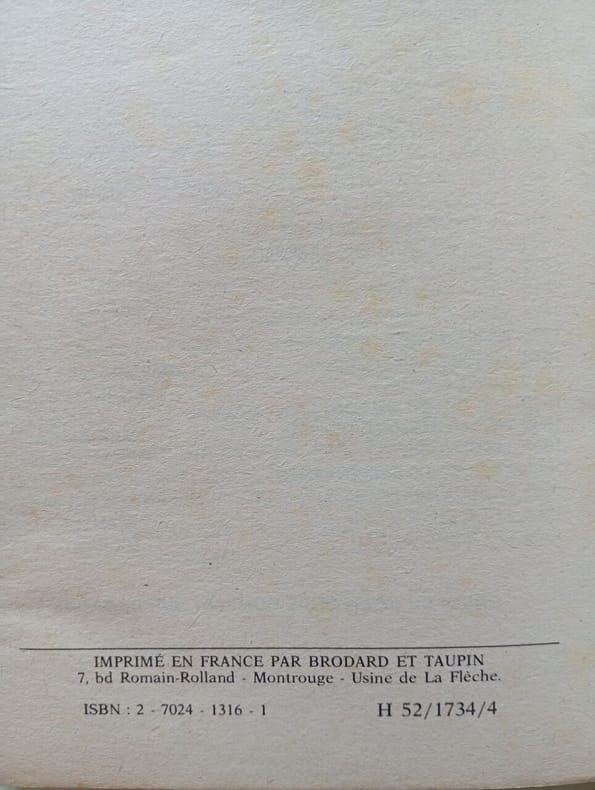 IMPRIMÉ EN FRANCE PAR BRODARD ET TAUPIN
7, bd Romain-Rolland - Montrouge - Usine de La Flèche.
ISBN : 2 - 7024 - 1316 - 1 H 52/1734/4